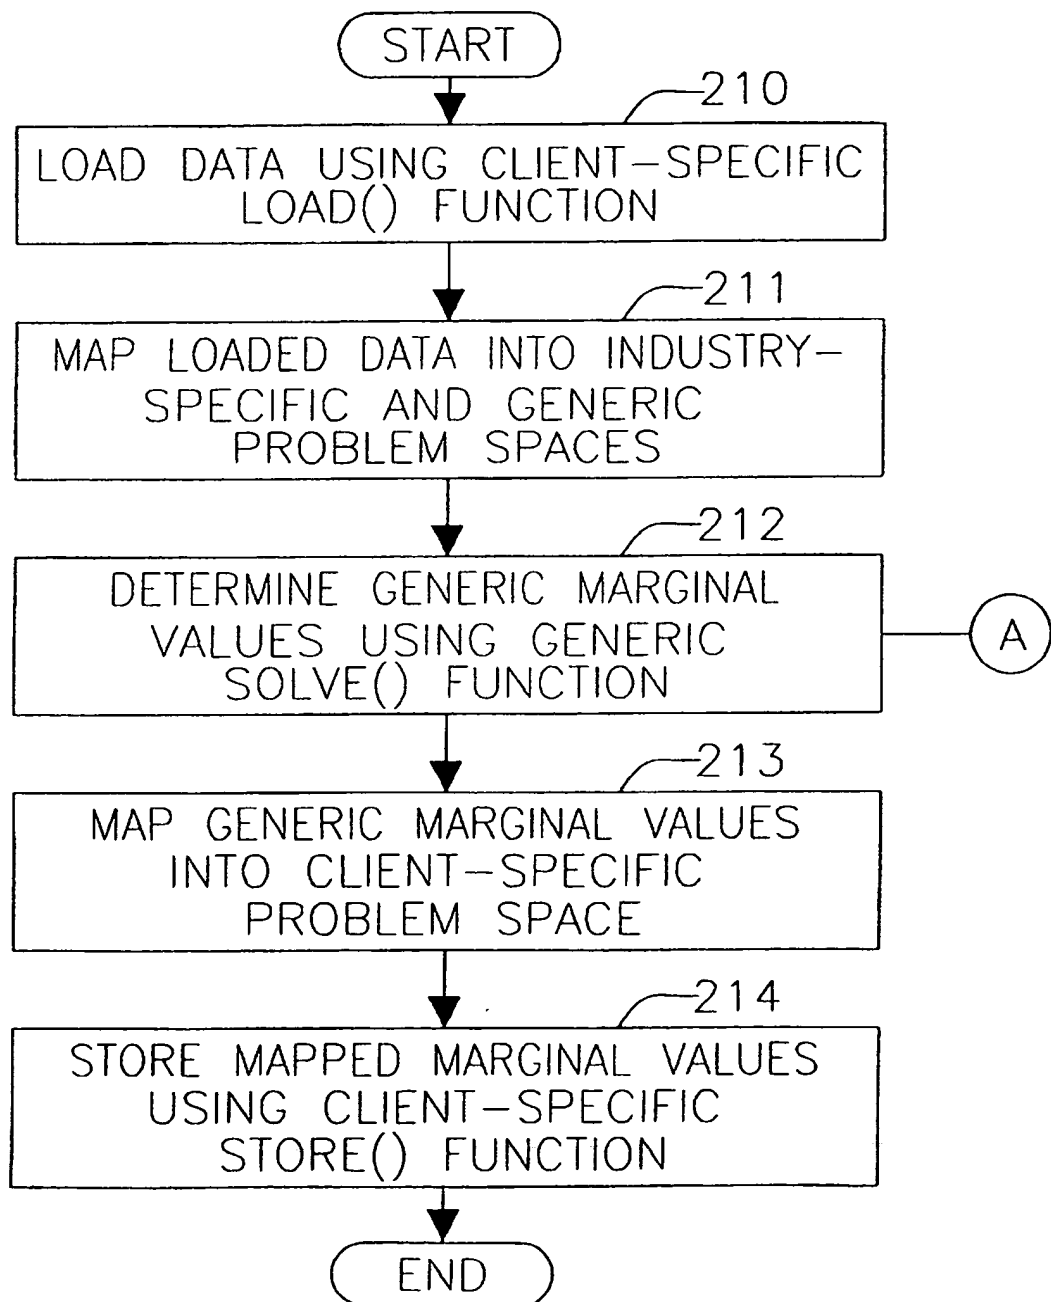 START
210
LOAD DATA USING CLIENT-SPECIFIC
LOAD() FUNCTION
211
MAP LOADED DATA INTO INDUSTRY-
SPECIFIC AND GENERIC
PROBLEM SPACES
212
DETERMINE GENERIC MARGINAL
VALUES USING GENERIC
SOLVE() FUNCTION
A
213
MAP GENERIC MARGINAL VALUES
INTO CLIENT-SPECIFIC
PROBLEM SPACE
214
STORE MAPPED MARGINAL VALUES
USING CLIENT-SPECIFIC
STORE() FUNCTION
END